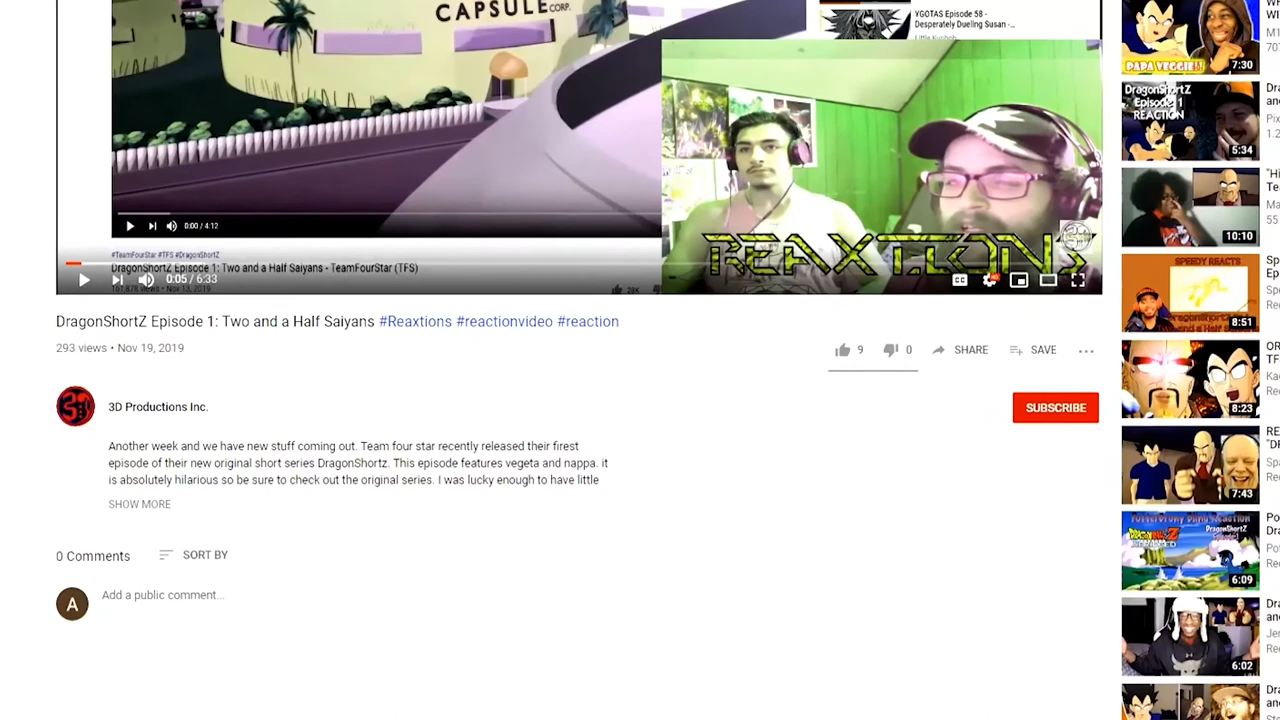 CAPSULE CORP.
YGOTAS Episode 58 -
Desperately Dueling Susan -...
0:00 / 4:12
#TeamFourStar #TFS #DragonShortZ
DragonShortZ Episode 1: Two and a Half Saiyans - TeamFourStar (TFS)
Nov 13, 2019
28K
0:05 / 6:33
REAXTIONS
DragonShortZ Episode 1: Two and a Half Saiyans #Reaxtions #reactionvideo #reaction
293 views • Nov 19, 2019
9
0
SHARE
SAVE
3D Productions Inc.
SUBSCRIBE
Another week and we have new stuff coming out. Team four star recently released their firest
episode of their new original short series DragonShortz. This episode features vegeta and nappa. it
is absolutely hilarious so be sure to check out the original series. I was lucky enough to have little
SHOW MORE
0 Comments
SORT BY
A
Add a public comment...
PAPA VEGGIE!!
7:30
DragonShortZ
Episode 1
REACTION
5:34
10:10
SPEEDY REACTS
8:51
8:23
7:43
DragonShortZ
Episode 1
6:09
6:02